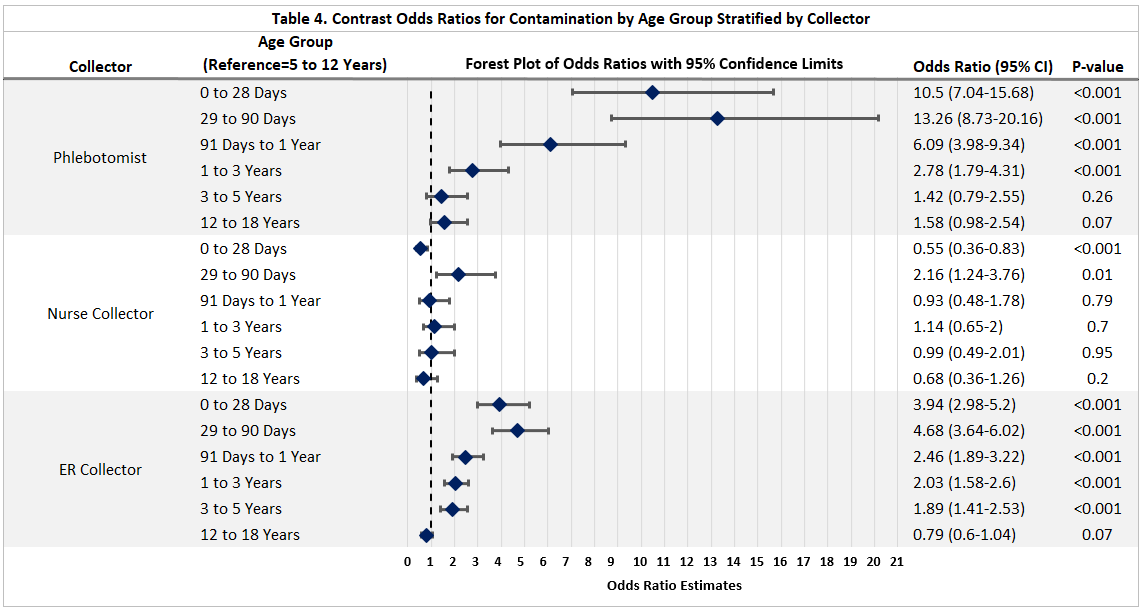 Table 4. Contrast Odds Ratios for Contamination by Age Group Stratified by Collector
Collector Age Group (Reference=5 to 12 Years) Forest Plot of Odds Ratios with 95% Confidence Limits Odds Ratio (95% CI) P-value
Phlebotomist
0 to 28 Days 10.5 (7.04-15.68) <0.001
29 to 90 Days 13.26 (8.73-20.16) <0.001
91 Days to 1 Year 6.09 (3.98-9.34) <0.001
1 to 3 Years 2.78 (1.79-4.31) <0.001
3 to 5 Years 1.42 (0.79-2.55) 0.26
12 to 18 Years 1.58 (0.98-2.54) 0.07
Nurse Collector
0 to 28 Days 0.55 (0.36-0.83) <0.001
29 to 90 Days 2.16 (1.24-3.76) 0.01
91 Days to 1 Year 0.93 (0.48-1.78) 0.79
1 to 3 Years 1.14 (0.65-2) 0.7
3 to 5 Years 0.99 (0.49-2.01) 0.95
12 to 18 Years 0.68 (0.36-1.26) 0.2
ER Collector
0 to 28 Days 3.94 (2.98-5.2) <0.001
29 to 90 Days 4.68 (3.64-6.02) <0.001
91 Days to 1 Year 2.46 (1.89-3.22) <0.001
1 to 3 Years 2.03 (1.58-2.6) <0.001
3 to 5 Years 1.89 (1.41-2.53) <0.001
12 to 18 Years 0.79 (0.6-1.04) 0.07
0 1 2 3 4 5 6 7 8 9 10 11 12 13 14 15 16 17 18 19 20 21
Odds Ratio Estimates